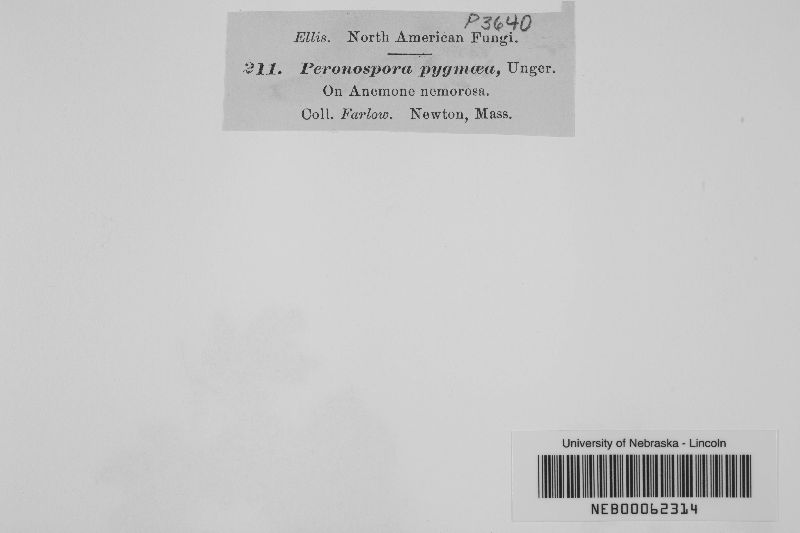 P3640
Ellis. North American Fungi.
211. Peronospora pygmæa, Unger.
On Anemone nemorosa.
Coll. Farlow. Newton, Mass.
University of Nebraska - Lincoln
NEB00062314